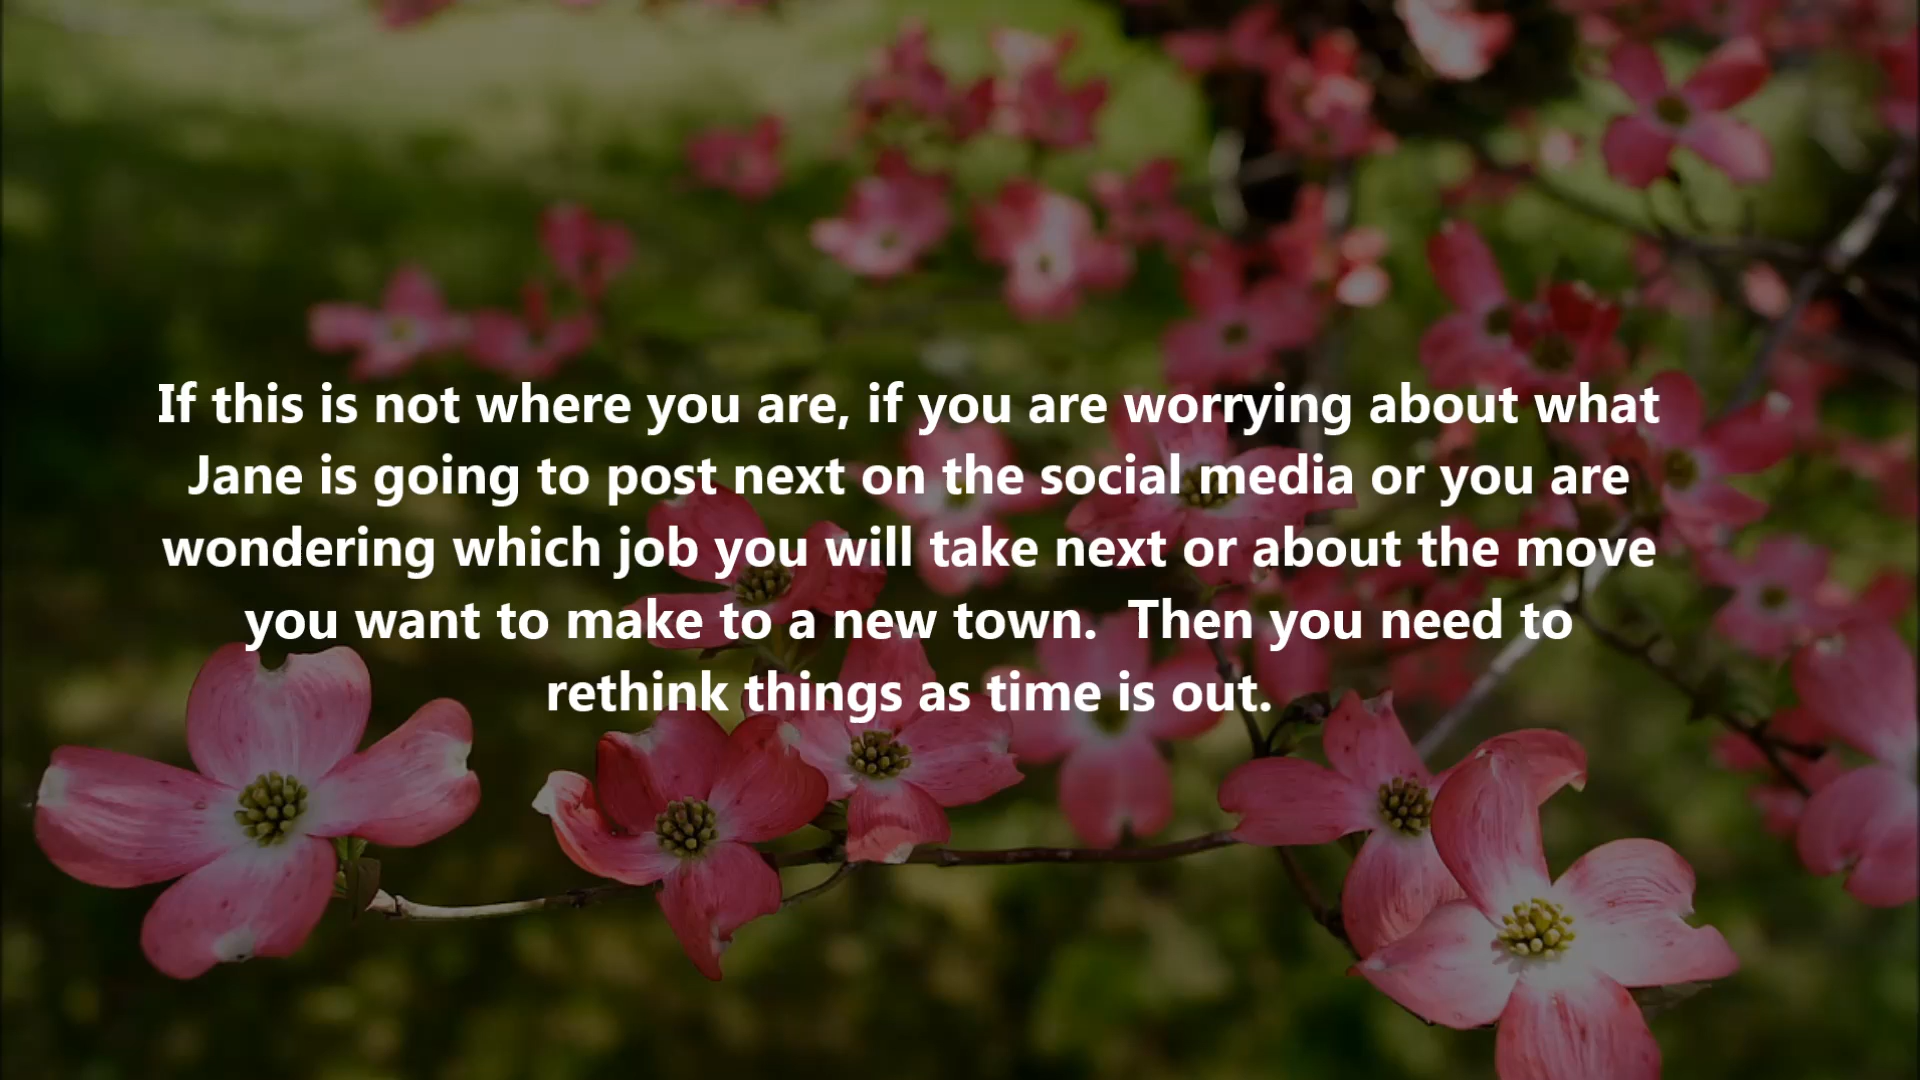 If this is not where you are, if you are worrying about what
Jane is going to post next on the social media or you are
wondering which job you will take next or about the move
you want to make to a new town.  Then you need to
rethink things as time is out.